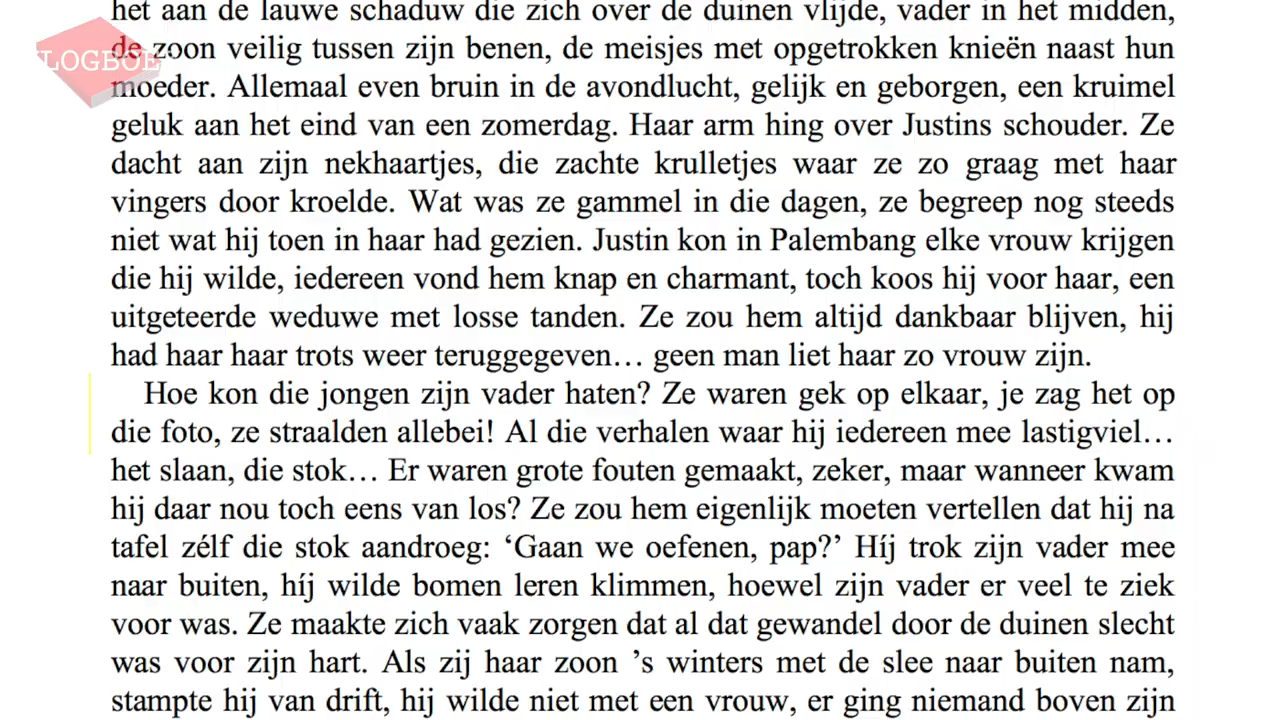 het aan de lauwe schaduw die zich over de duinen vlijde, vader in het midden,
de zoon veilig tussen zijn benen, de meisjes met opgetrokken knieën naast hun
LOGBOE
moeder. Allemaal even bruin in de avondlucht, gelijk en geborgen, een kruimel
geluk aan het eind van een zomerdag. Haar arm hing over Justins schouder. Ze
dacht aan zijn nekhaartjes, die zachte krulletjes waar ze zo graag met haar
vingers door kroelde. Wat was ze gammel in die dagen, ze begreep nog steeds
niet wat hij toen in haar had gezien. Justin kon in Palembang elke vrouw krijgen
die hij wilde, iedereen vond hem knap en charmant, toch koos hij voor haar, een
uitgeteerde weduwe met losse tanden. Ze zou hem altijd dankbaar blijven, hij
had haar haar trots weer teruggegeven… geen man liet haar zo vrouw zijn.
Hoe kon die jongen zijn vader haten? Ze waren gek op elkaar, je zag het op
die foto, ze straalden allebei! Al die verhalen waar hij iedereen mee lastigviel…
het slaan, die stok… Er waren grote fouten gemaakt, zeker, maar wanneer kwam
hij daar nou toch eens van los? Ze zou hem eigenlijk moeten vertellen dat hij na
tafel zélf die stok aandroeg: ‘Gaan we oefenen, pap?’ Híj trok zijn vader mee
naar buiten, híj wilde bomen leren klimmen, hoewel zijn vader er veel te ziek
voor was. Ze maakte zich vaak zorgen dat al dat gewandel door de duinen slecht
was voor zijn hart. Als zij haar zoon ’s winters met de slee naar buiten nam,
stampte hij van drift, hij wilde niet met een vrouw, er ging niemand boven zijn